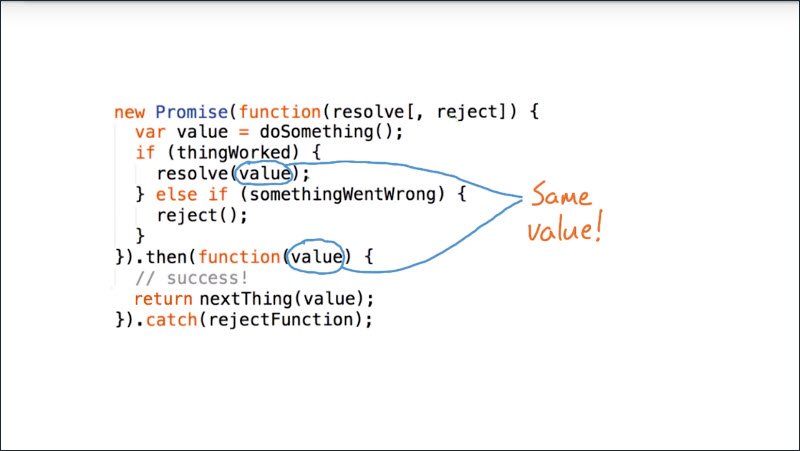 new Promise(function(resolve[, reject]) {
  var value = doSomething();
  if (thingWorked) {
    resolve(value);
  } else if (somethingWentWrong) {
    reject();
  }
}).then(function(value) {
  // success!
  return nextThing(value);
}).catch(rejectFunction);
Same
value!